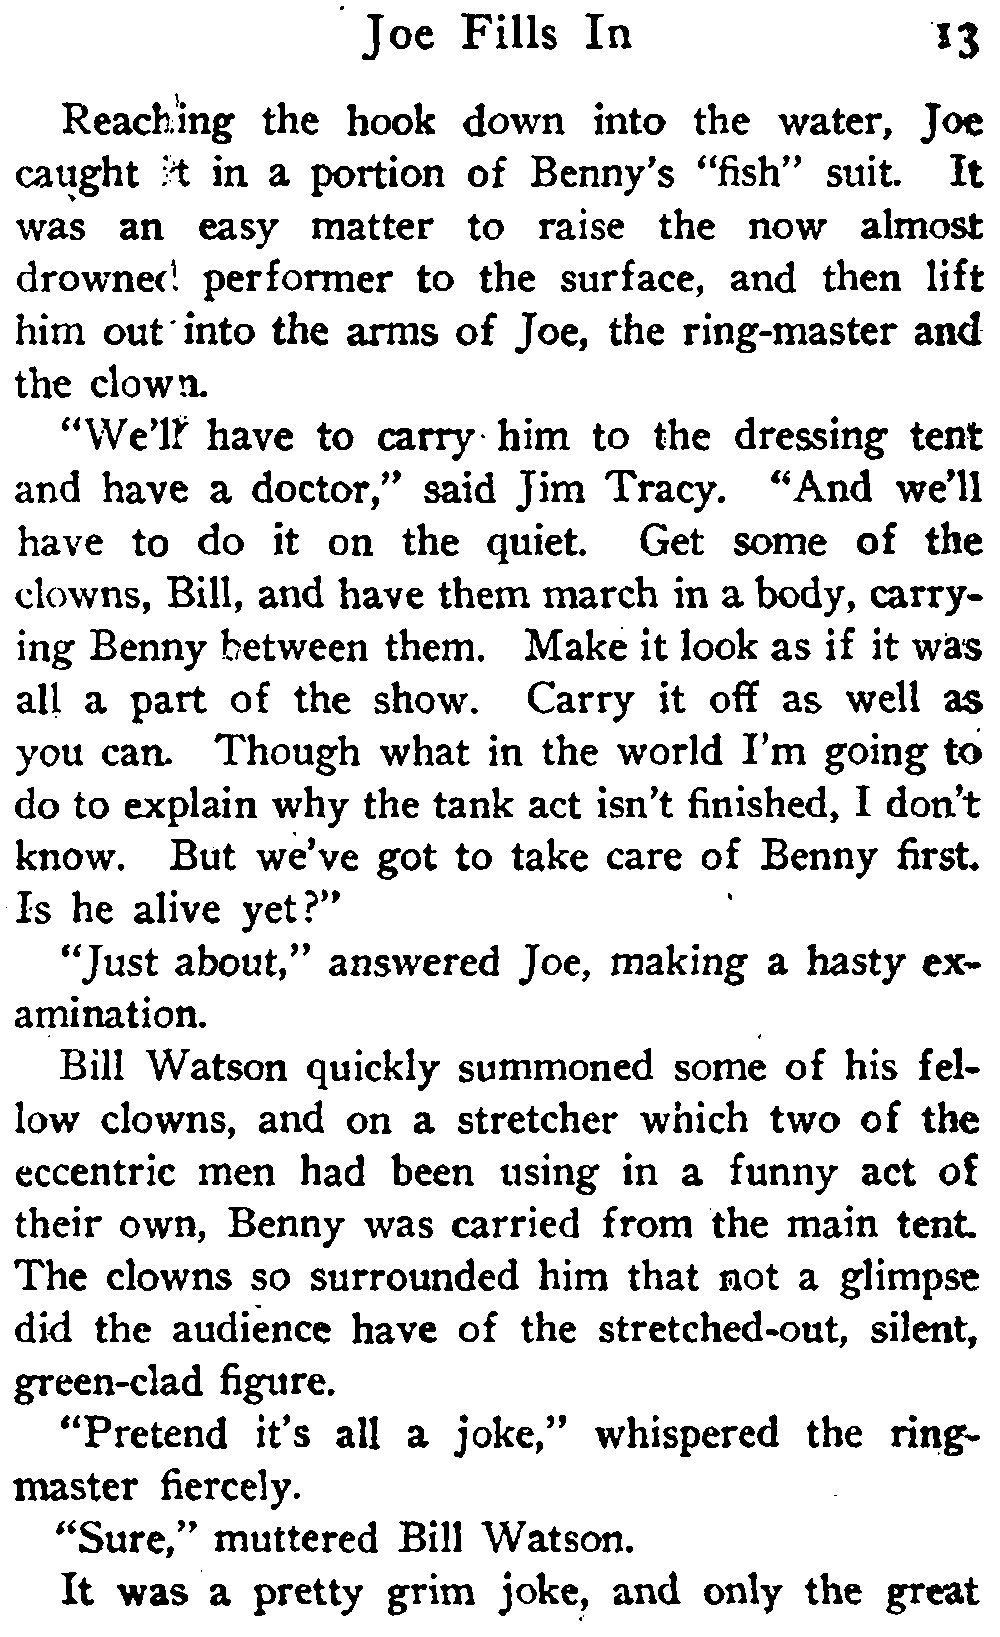 Joe Fills In 13
Reaching the hook down into the water, Joe
caught it in a portion of Benny's “fish” suit. It
was an easy matter to raise the now almost
drowned performer to the surface, and then lift
him out into the arms of Joe, the ring-master and
the clown.
“We'll have to carry him to the dressing tent
and have a doctor,” said Jim Tracy. “And we'll
have to do it on the quiet. Get some of the
clowns, Bill, and have them march in a body, carry-
ing Benny between them. Make it look as if it was
all a part of the show. Carry it off as well as
you can. Though what in the world I'm going to
do to explain why the tank act isn't finished, I don't
know. But we've got to take care of Benny first.
Is he alive yet?”
“Just about,” answered Joe, making a hasty ex-
amination.
Bill Watson quickly summoned some of his fel-
low clowns, and on a stretcher which two of the
eccentric men had been using in a funny act of
their own, Benny was carried from the main tent.
The clowns so surrounded him that not a glimpse
did the audience have of the stretched-out, silent,
green-clad figure.
“Pretend it's all a joke,” whispered the ring-
master fiercely.
“Sure,” muttered Bill Watson.
It was a pretty grim joke, and only the great